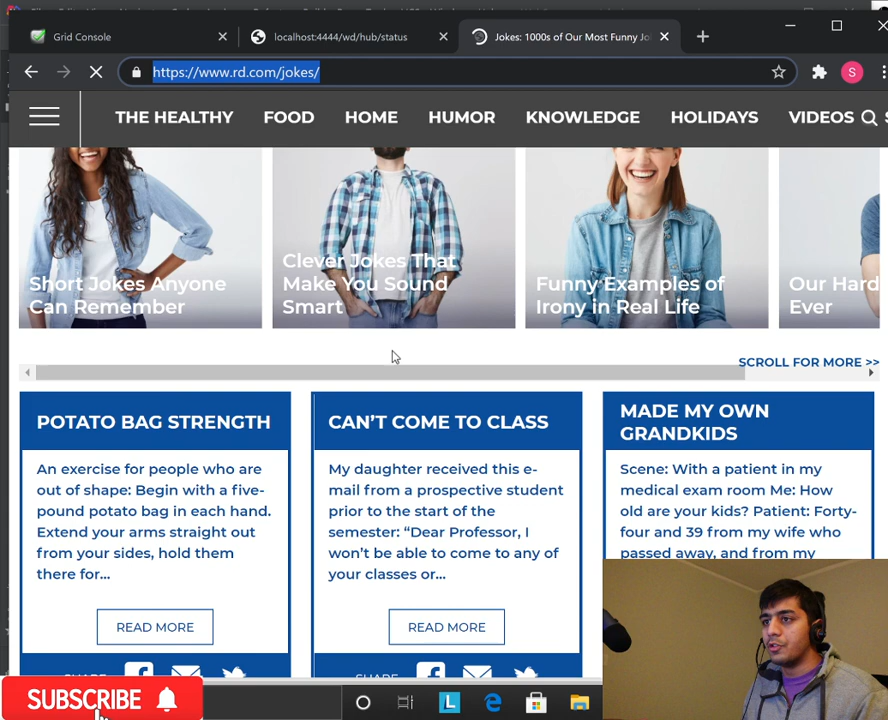 Grid Console
localhost:4444/wd/hub/status
Jokes: 1000s of Our Most Funny Jo
https://www.rd.com/jokes/
S
THE HEALTHY
FOOD
HOME
HUMOR
KNOWLEDGE
HOLIDAYS
VIDEOS
Short Jokes Anyone
Can Remember
Clever Jokes That
Make You Sound
Smart
Funny Examples of
Irony in Real Life
Our Hard
Ever
SCROLL FOR MORE >>
POTATO BAG STRENGTH
An exercise for people who are
out of shape: Begin with a five-
pound potato bag in each hand.
Extend your arms straight out
from your sides, hold them
there for...
READ MORE
CAN'T COME TO CLASS
My daughter received this e-
mail from a prospective student
prior to the start of the
semester: “Dear Professor, I
won’t be able to come to any of
your classes or...
READ MORE
SHARE
MADE MY OWN
GRANDKIDS
Scene: With a patient in my
medical exam room Me: How
old are your kids? Patient: Forty-
four and 39 from my wife who
passed away, and from my
SUBSCRIBE
L